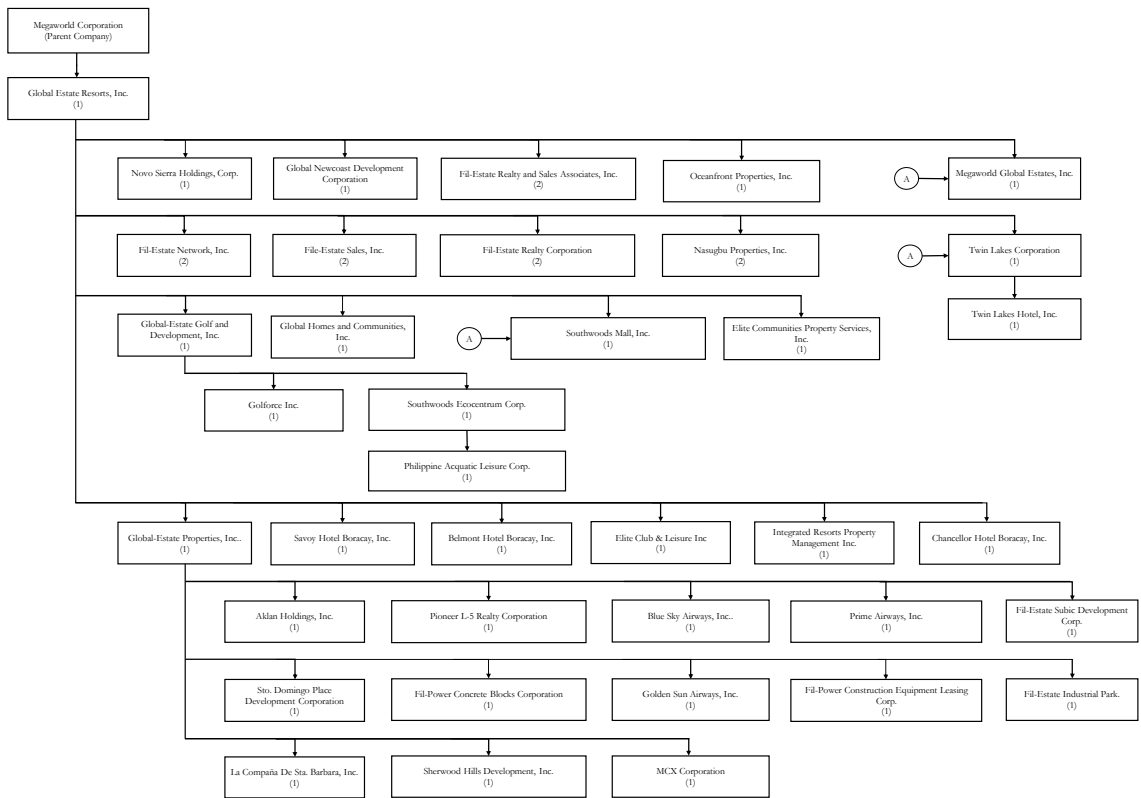 Megaworld Corporation
(Parent Company)
Global Estate Resorts, Inc.
(1)
Novo Sierra Holdings, Corp.
(1)
Global Newcoast Development
Corporation
(1)
Fil-Estate Realty and Sales Associates, Inc.
(2)
Oceanfront Properties, Inc.
(1)
A
Megaworld Global Estates, Inc.
(1)
Fil-Estate Network, Inc.
(2)
File-Estate Sales, Inc.
(2)
Fil-Estate Realty Corporation
(2)
Nasugbu Properties, Inc.
(2)
A
Twin Lakes Corporation
(1)
Twin Lakes Hotel, Inc.
(1)
Global-Estate Golf and
Development, Inc.
(1)
Global Homes and Communities,
Inc.
(1)
A
Southwoods Mall, Inc.
(1)
Elite Communities Property Services,
Inc.
(1)
Golforce Inc.
(1)
Southwoods Ecocentrum Corp.
(1)
Philippine Acquatic Leisure Corp.
(1)
Global-Estate Properties, Inc..
(1)
Savoy Hotel Boracay, Inc.
(1)
Belmont Hotel Boracay, Inc.
(1)
Elite Club & Leisure Inc
(1)
Integrated Resorts Property
Management Inc.
(1)
Chancellor Hotel Boracay, Inc.
(1)
Aklan Holdings, Inc.
(1)
Pioneer L-5 Realty Corporation
(1)
Blue Sky Airways, Inc..
(1)
Prime Airways, Inc.
(1)
Fil-Estate Subic Development
Corp.
(1)
Sto. Domingo Place
Development Corporation
(1)
Fil-Power Concrete Blocks Corporation
(1)
Golden Sun Airways, Inc.
(1)
Fil-Power Construction Equipment Leasing
Corp.
(1)
Fil-Estate Industrial Park.
(1)
La Compaña De Sta. Barbara, Inc.
(1)
Sherwood Hills Development, Inc.
(1)
MCX Corporation
(1)